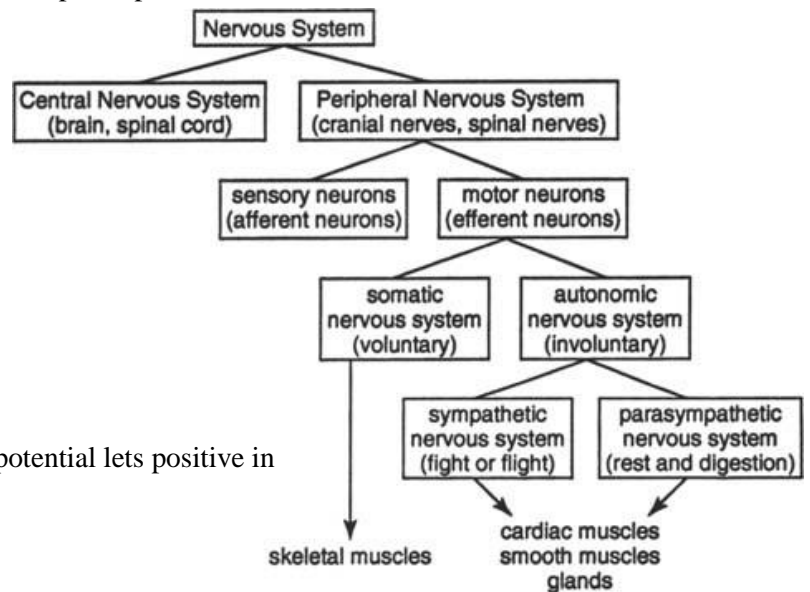 Nervous System
Central Nervous System
(brain, spinal cord)
Peripheral Nervous System
(cranial nerves, spinal nerves)
sensory neurons
(afferent neurons)
motor neurons
(efferent neurons)
somatic
nervous system
(voluntary)
autonomic
nervous system
(involuntary)
sympathetic
nervous system
(fight or flight)
parasympathetic
nervous system
(rest and digestion)
potential lets positive in
skeletal muscles
cardiac muscles
smooth muscles
glands